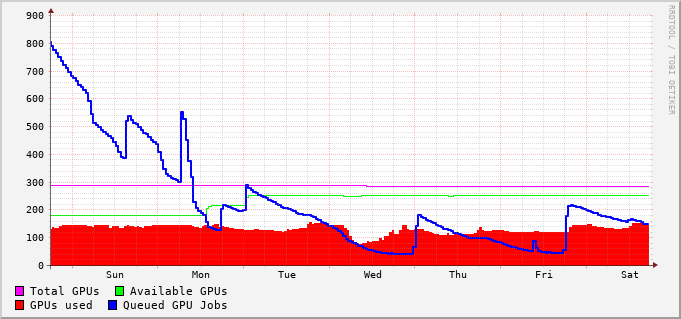 900
800
700
600
500
400
300
200
100
0
Sun Mon Tue Wed Thu Fri Sat
Total GPUs Available GPUs
GPUs used Queued GPU Jobs
RRDTOOL / TOBI OETIKER